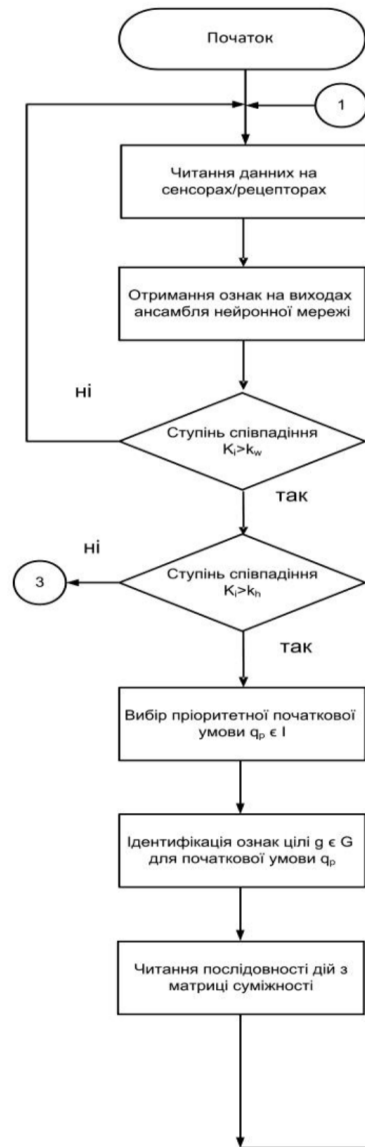 Початок
1
Читання данних на
сенсорах/рецепторах
Отримання ознак на виходах
ансамбля нейронної мережі
ні
Ступінь співпадіння
Kᵢ>k_w
так
ні
3
Ступінь співпадіння
Kᵢ>kₕ
так
Вибір пріоритетної початкової
умови qₚ є I
Ідентифікація ознак цілі g є G
для початкової умови qₚ
Читання послідовності дій з
матриці суміжності